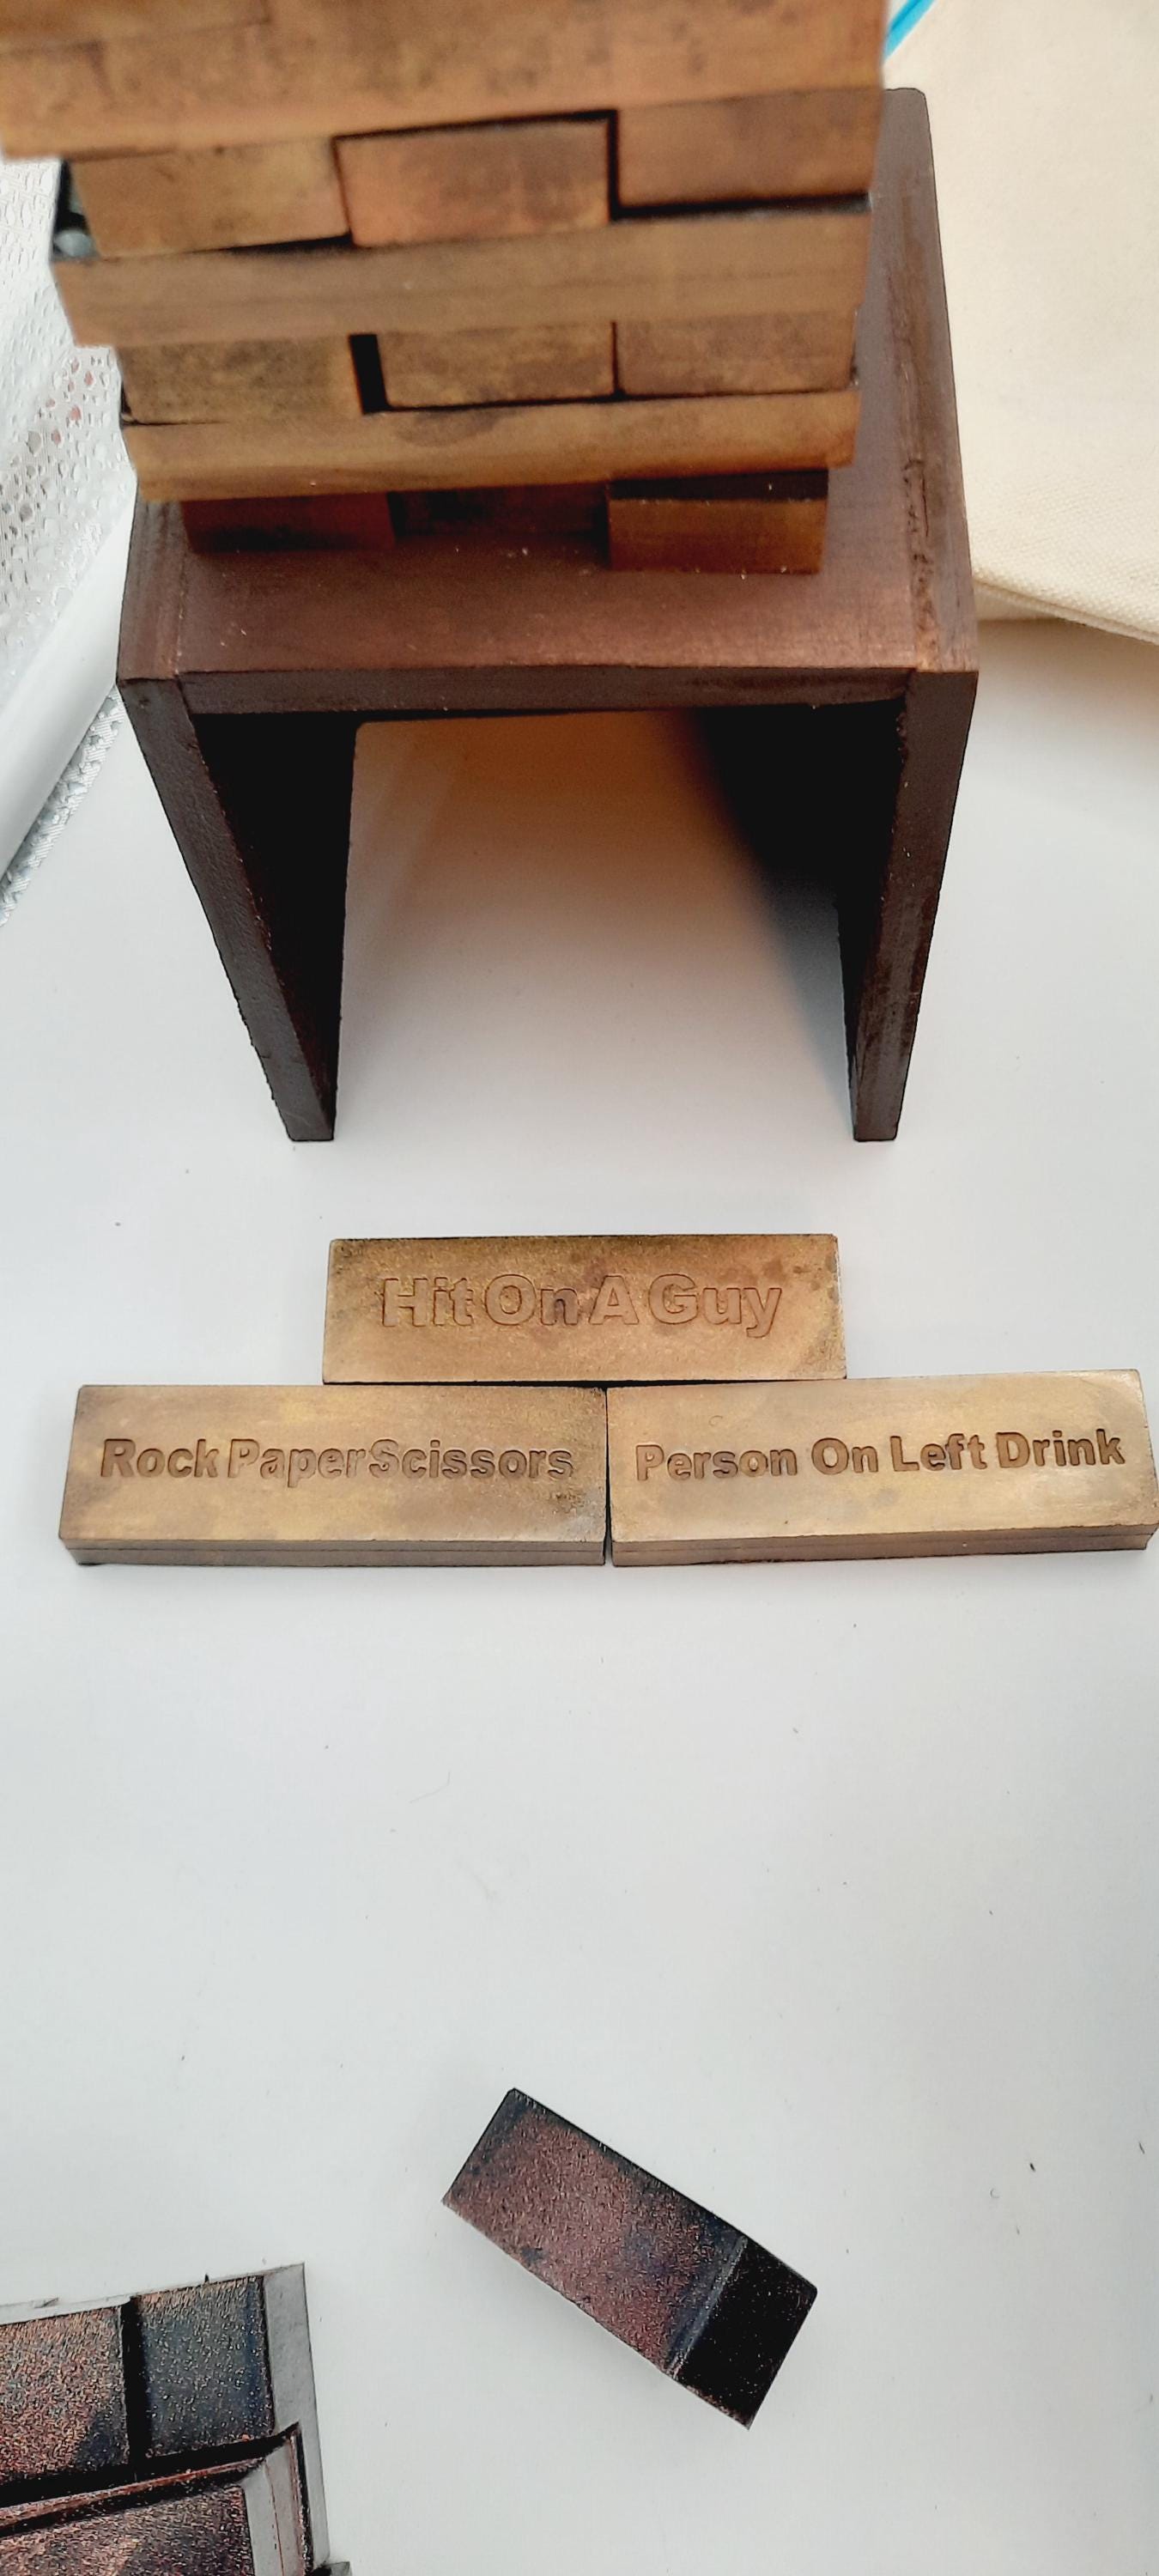 Hit On A Guy
Rock Paper Scissors
Person On Left Drink